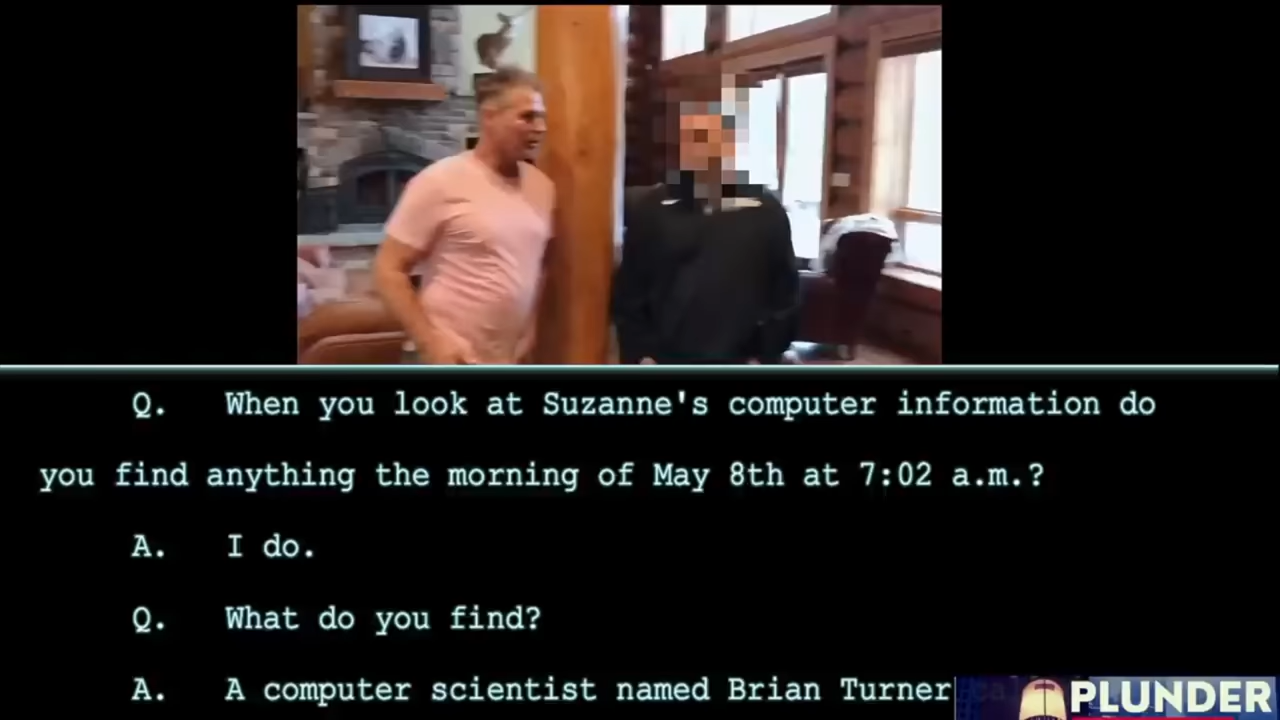 Q. When you look at Suzanne's computer information do
you find anything the morning of May 8th at 7:02 a.m.?
A. I do.
Q. What do you find?
A. A computer scientist named Brian Turner
PLUNDER